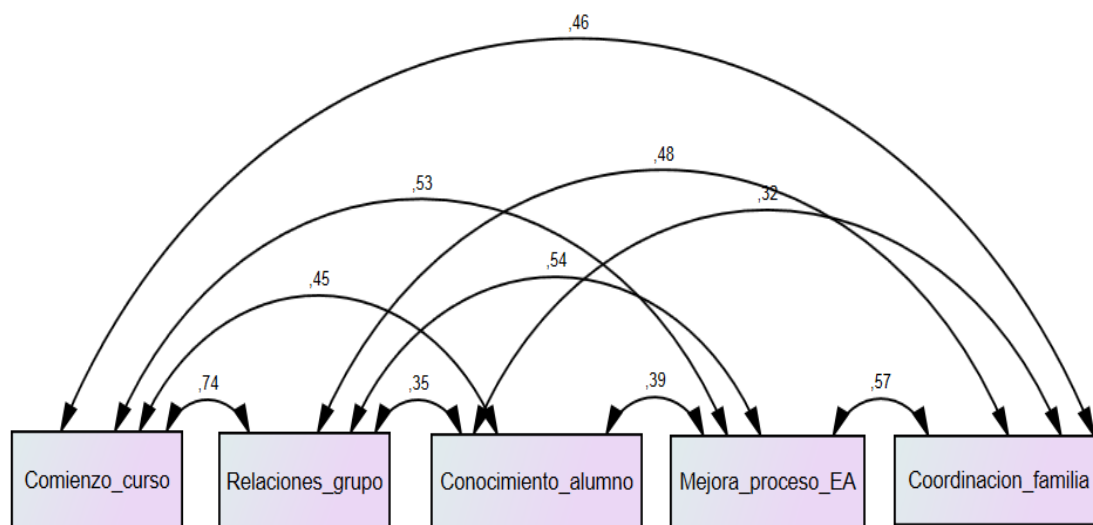 ,46
,48
,53
,32
,54
,45
,74
,35
,39
,57
Comienzo_curso
Relaciones_grupo
Conocimiento_alumno
Mejora_proceso_EA
Coordinacion_familia